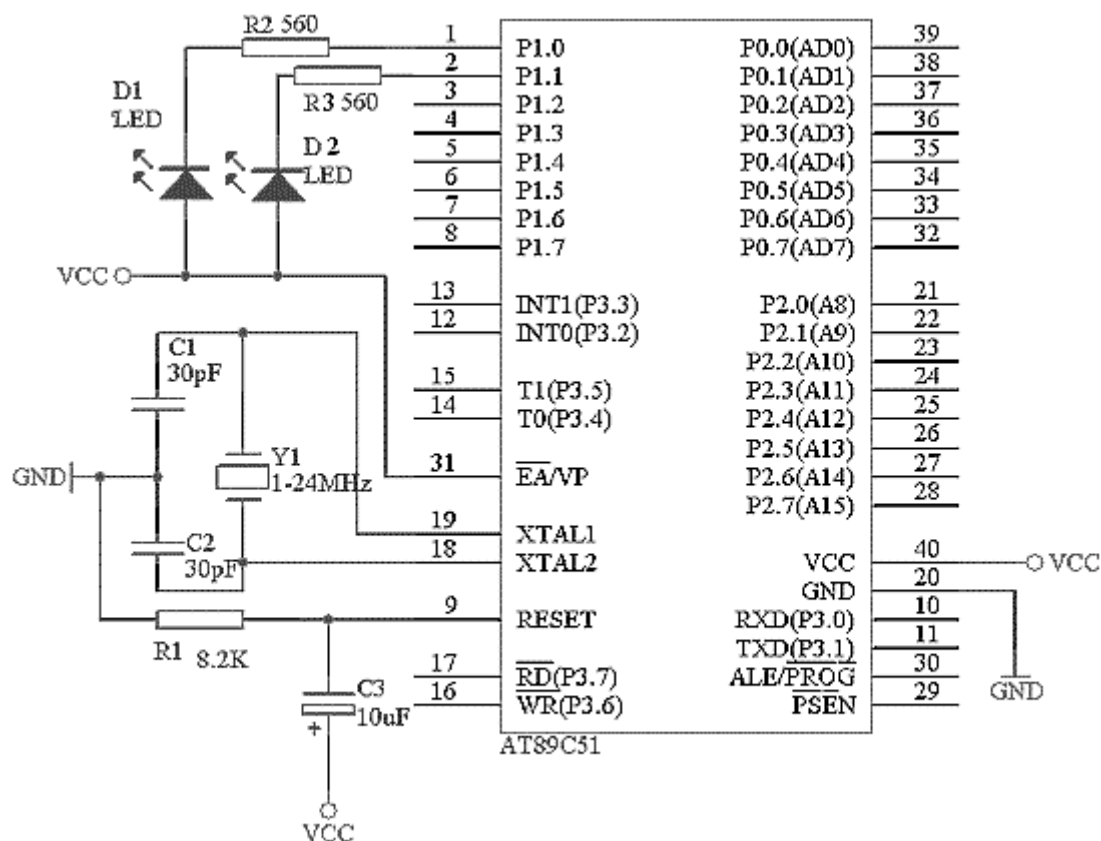 R2 560
R3 560
D1
LED
D2
LED
VCC
C1
30pF
GND
Y1
1-24MHz
C2
30pF
R1 8.2K
C3
10uF
VCC
1 P1.0
2 P1.1
3 P1.2
4 P1.3
5 P1.4
6 P1.5
7 P1.6
8 P1.7
13 INT1(P3.3)
12 INT0(P3.2)
15 T1(P3.5)
14 T0(P3.4)
31 EA/VP
19 XTAL1
18 XTAL2
9 RESET
17 RD(P3.7)
16 WR(P3.6)
P0.0(AD0) 39
P0.1(AD1) 38
P0.2(AD2) 37
P0.3(AD3) 36
P0.4(AD4) 35
P0.5(AD5) 34
P0.6(AD6) 33
P0.7(AD7) 32
P2.0(A8) 21
P2.1(A9) 22
P2.2(A10) 23
P2.3(A11) 24
P2.4(A12) 25
P2.5(A13) 26
P2.6(A14) 27
P2.7(A15) 28
VCC 40
GND 20
RXD(P3.0) 10
TXD(P3.1) 11
ALE/PROG 30
PSEN 29
VCC
GND
AT89C51